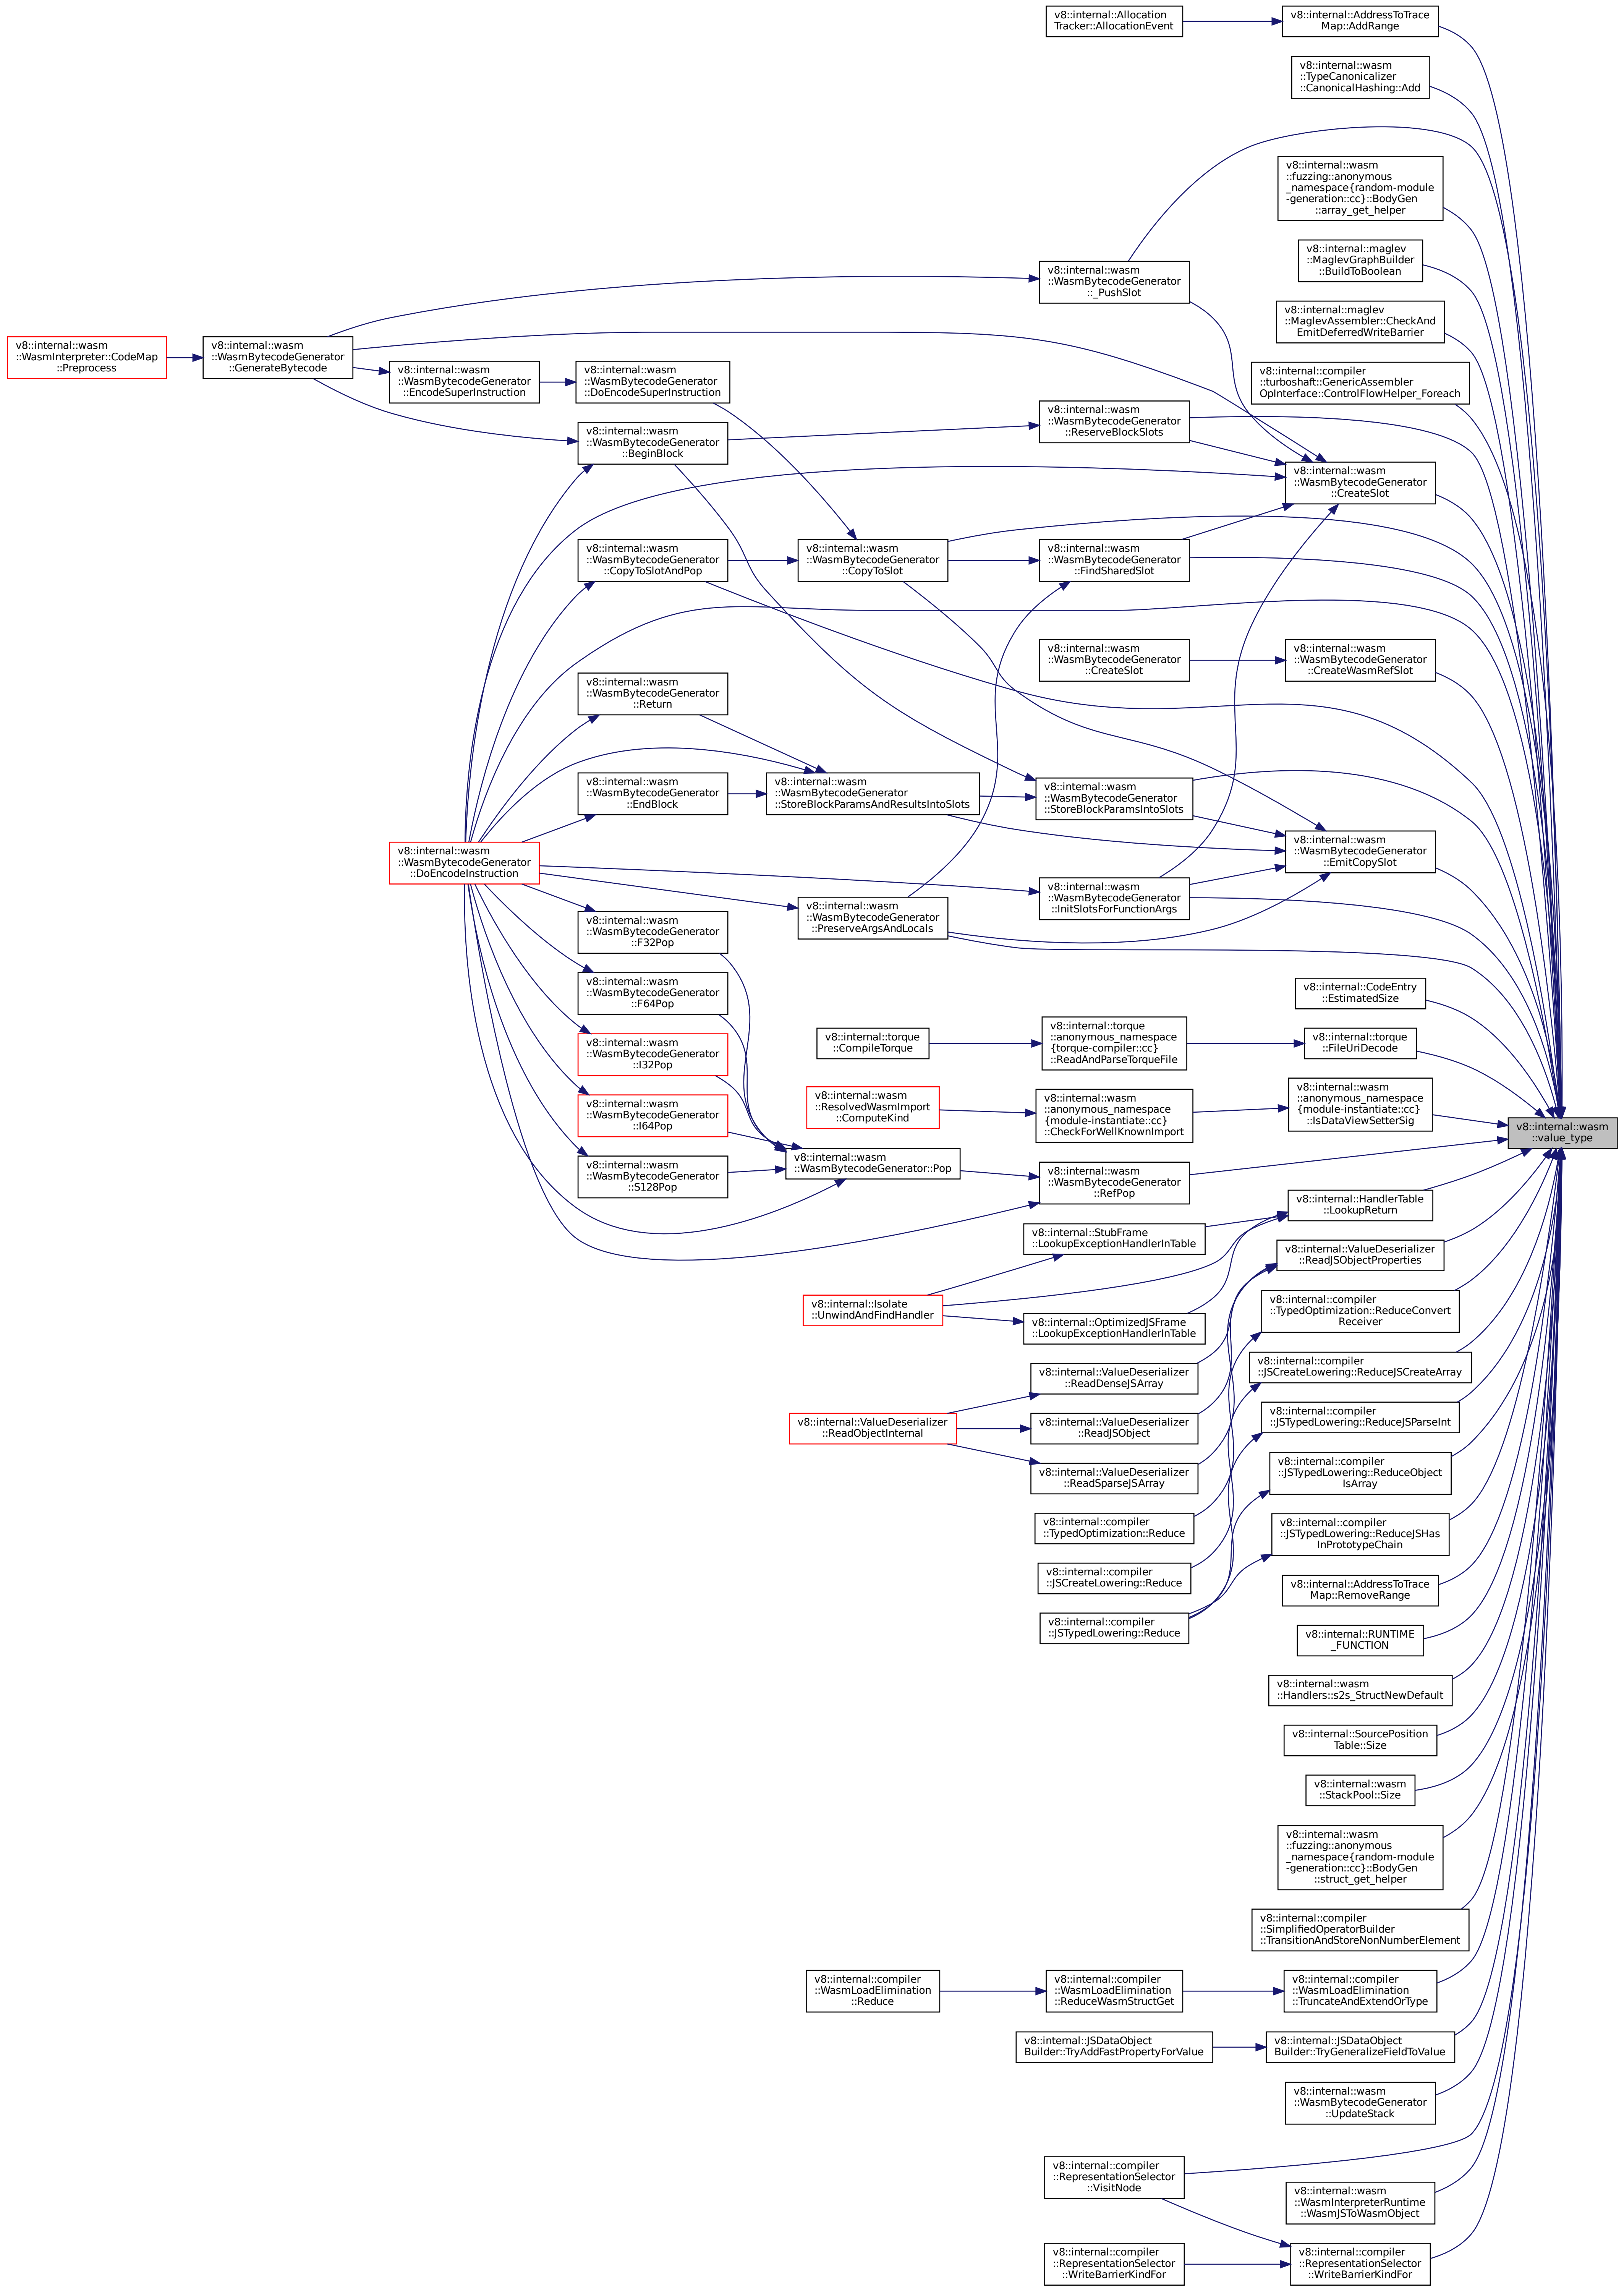 v8::internal::Allocation
Tracker::AllocationEvent
v8::internal::AddressToTrace
Map::AddRange
v8::internal::wasm
::TypeCanonicalizer
::CanonicalHashing::Add
v8::internal::wasm
::fuzzing::anonymous
_namespace{random-module
-generation::cc}::BodyGen
::array_get_helper
v8::internal::maglev
::MaglevGraphBuilder
::BuildToBoolean
v8::internal::wasm
::WasmBytecodeGenerator
::_PushSlot
v8::internal::maglev
::MaglevAssembler::CheckAnd
EmitDeferredWriteBarrier
v8::internal::wasm
::WasmInterpreter::CodeMap
::Preprocess
v8::internal::wasm
::WasmBytecodeGenerator
::GenerateBytecode
v8::internal::wasm
::WasmBytecodeGenerator
::EncodeSuperInstruction
v8::internal::wasm
::WasmBytecodeGenerator
::DoEncodeSuperInstruction
v8::internal::compiler
::turboshaft::GenericAssembler
OpInterface::ControlFlowHelper_Foreach
v8::internal::wasm
::WasmBytecodeGenerator
::BeginBlock
v8::internal::wasm
::WasmBytecodeGenerator
::ReserveBlockSlots
v8::internal::wasm
::WasmBytecodeGenerator
::CreateSlot
v8::internal::wasm
::WasmBytecodeGenerator
::CopyToSlotAndPop
v8::internal::wasm
::WasmBytecodeGenerator
::CopyToSlot
v8::internal::wasm
::WasmBytecodeGenerator
::FindSharedSlot
v8::internal::wasm
::WasmBytecodeGenerator
::CreateSlot
v8::internal::wasm
::WasmBytecodeGenerator
::CreateWasmRefSlot
v8::internal::wasm
::WasmBytecodeGenerator
::Return
v8::internal::wasm
::WasmBytecodeGenerator
::EndBlock
v8::internal::wasm
::WasmBytecodeGenerator
::StoreBlockParamsAndResultsIntoSlots
v8::internal::wasm
::WasmBytecodeGenerator
::StoreBlockParamsIntoSlots
v8::internal::wasm
::WasmBytecodeGenerator
::EmitCopySlot
v8::internal::wasm
::WasmBytecodeGenerator
::DoEncodeInstruction
v8::internal::wasm
::WasmBytecodeGenerator
::InitSlotsForFunctionArgs
v8::internal::wasm
::WasmBytecodeGenerator
::PreserveArgsAndLocals
v8::internal::wasm
::WasmBytecodeGenerator
::F32Pop
v8::internal::wasm
::WasmBytecodeGenerator
::F64Pop
v8::internal::CodeEntry
::EstimatedSize
v8::internal::wasm
::WasmBytecodeGenerator
::I32Pop
v8::internal::torque
::CompileTorque
v8::internal::torque
::anonymous_namespace
{torque-compiler::cc}
::ReadAndParseTorqueFile
v8::internal::torque
::FileUriDecode
v8::internal::wasm
::WasmBytecodeGenerator
::I64Pop
v8::internal::wasm
::ResolvedWasmImport
::ComputeKind
v8::internal::wasm
::anonymous_namespace
{module-instantiate::cc}
::CheckForWellKnownImport
v8::internal::wasm
::anonymous_namespace
{module-instantiate::cc}
::IsDataViewSetterSig
v8::internal::wasm
::value_type
v8::internal::wasm
::WasmBytecodeGenerator
::S128Pop
v8::internal::wasm
::WasmBytecodeGenerator::Pop
v8::internal::wasm
::WasmBytecodeGenerator
::RefPop
v8::internal::HandlerTable
::LookupReturn
v8::internal::StubFrame
::LookupExceptionHandlerInTable
v8::internal::ValueDeserializer
::ReadJSObjectProperties
v8::internal::Isolate
::UnwindAndFindHandler
v8::internal::OptimizedJSFrame
::LookupExceptionHandlerInTable
v8::internal::compiler
::TypedOptimization::ReduceConvert
Receiver
v8::internal::ValueDeserializer
::ReadDenseJSArray
v8::internal::compiler
::JSCreateLowering::ReduceJSCreateArray
v8::internal::ValueDeserializer
::ReadObjectInternal
v8::internal::ValueDeserializer
::ReadJSObject
v8::internal::compiler
::JSTypedLowering::ReduceJSParseInt
v8::internal::ValueDeserializer
::ReadSparseJSArray
v8::internal::compiler
::JSTypedLowering::ReduceObject
IsArray
v8::internal::compiler
::TypedOptimization::Reduce
v8::internal::compiler
::JSTypedLowering::ReduceJSHas
InPrototypeChain
v8::internal::compiler
::JSCreateLowering::Reduce
v8::internal::AddressToTrace
Map::RemoveRange
v8::internal::compiler
::JSTypedLowering::Reduce
v8::internal::RUNTIME
_FUNCTION
v8::internal::wasm
::Handlers::s2s_StructNewDefault
v8::internal::SourcePosition
Table::Size
v8::internal::wasm
::StackPool::Size
v8::internal::wasm
::fuzzing::anonymous
_namespace{random-module
-generation::cc}::BodyGen
::struct_get_helper
v8::internal::compiler
::SimplifiedOperatorBuilder
::TransitionAndStoreNonNumberElement
v8::internal::compiler
::WasmLoadElimination
::Reduce
v8::internal::compiler
::WasmLoadElimination
::ReduceWasmStructGet
v8::internal::compiler
::WasmLoadElimination
::TruncateAndExtendOrType
v8::internal::JSDataObject
Builder::TryAddFastPropertyForValue
v8::internal::JSDataObject
Builder::TryGeneralizeFieldToValue
v8::internal::wasm
::WasmBytecodeGenerator
::UpdateStack
v8::internal::compiler
::RepresentationSelector
::VisitNode
v8::internal::wasm
::WasmInterpreterRuntime
::WasmJSToWasmObject
v8::internal::compiler
::RepresentationSelector
::WriteBarrierKindFor
v8::internal::compiler
::RepresentationSelector
::WriteBarrierKindFor